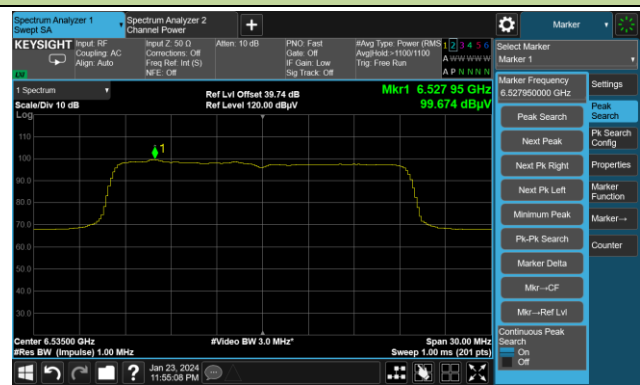 Spectrum Analyzer 1
Swept SA
Spectrum Analyzer 2
Channel Power
+
Marker
KEYSIGHT
Input: RF
Coupling: AC
Align: Auto
Input Z: 50 Ω
Corrections: Off
Freq Ref: Int (S)
NFE: Off
Atten: 10 dB
PNO: Fast
Gate: Off
IF Gain: Low
Sig Track: Off
#Avg Type: Power (RMS
Avg|Hold:>1100/1100
Trig: Free Run
1 2 3 4 5 6
A W W W W W
A P N N N N
LXI
Select Marker
Marker 1
1 Spectrum
Scale/Div 10 dB
Log
Ref Lvl Offset 39.74 dB
Ref Level 120.00 dBµV
Mkr1 6.527 95 GHz
99.674 dBµV
110
100
90.0
80.0
70.0
60.0
50.0
40.0
30.0
1
Center 6.53500 GHz
#Res BW (Impulse) 1.00 MHz
#Video BW 3.0 MHz*
Span 30.00 MHz
Sweep 1.00 ms (201 pts)
Marker Frequency
6.527950000 GHz
Peak Search
Next Peak
Next Pk Right
Next Pk Left
Minimum Peak
Pk-Pk Search
Marker Delta
Mkr→CF
Mkr→Ref Lvl
Continuous Peak
Search
On
Off
Settings
Peak
Search
Pk Search
Config
Properties
Marker
Function
Marker→
Counter
?
Jan 23, 2024
11:55:08 PM